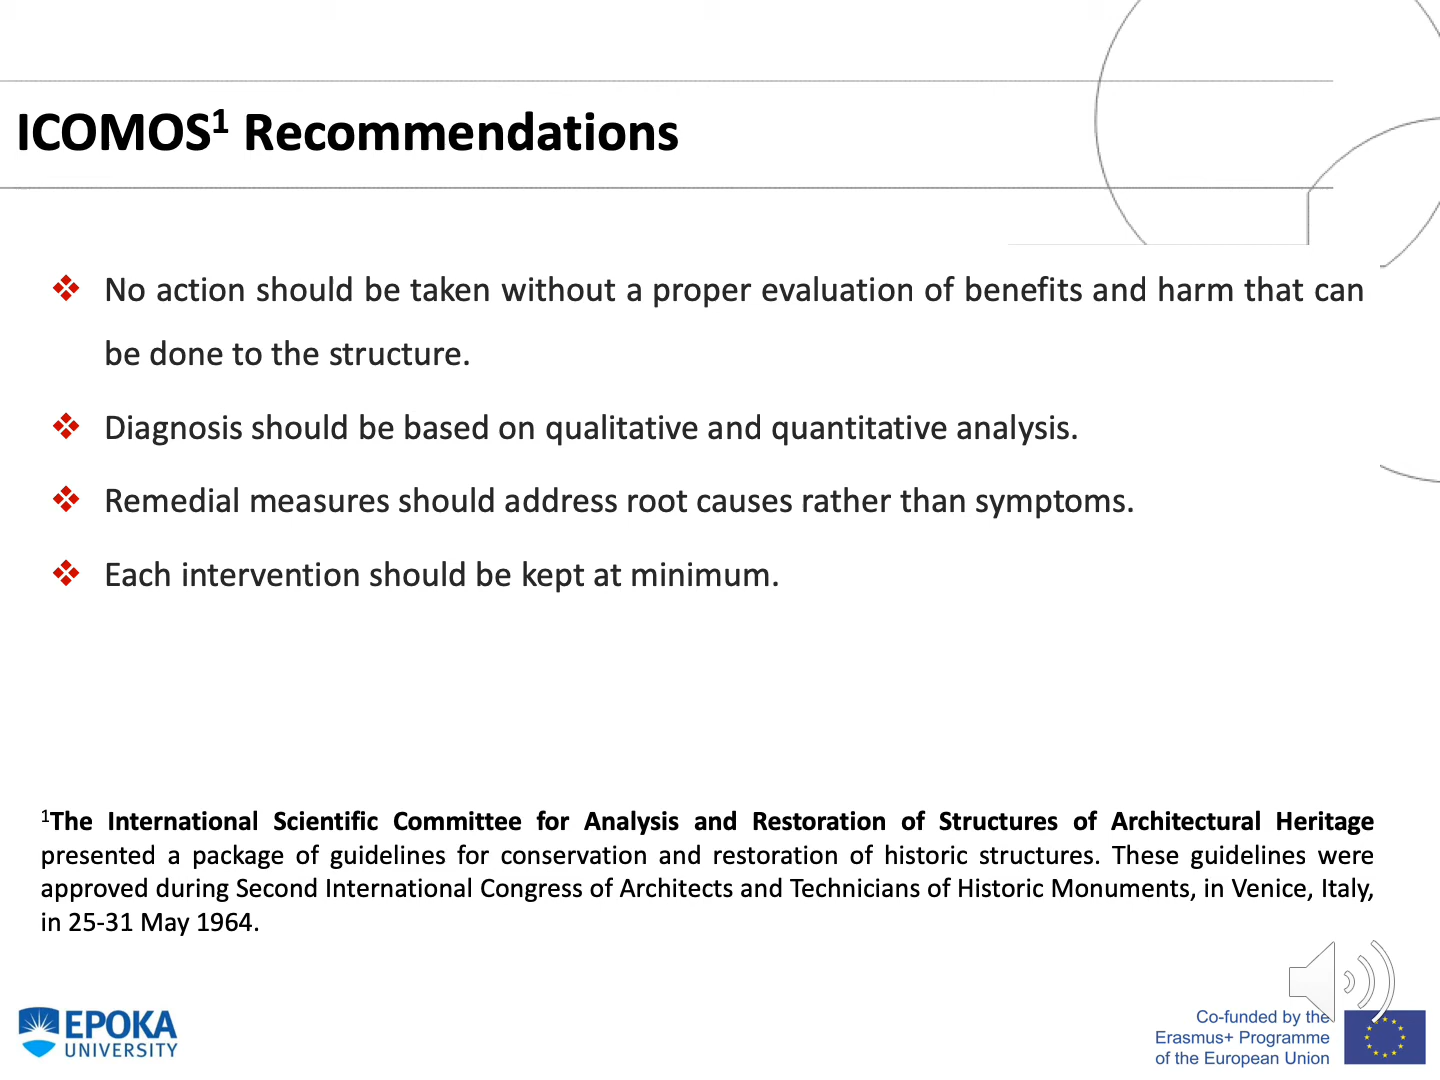 ICOMOS¹ Recommendations
❖ No action should be taken without a proper evaluation of benefits and harm that can
be done to the structure.
❖ Diagnosis should be based on qualitative and quantitative analysis.
❖ Remedial measures should address root causes rather than symptoms.
❖ Each intervention should be kept at minimum.
¹The International Scientific Committee for Analysis and Restoration of Structures of Architectural Heritage
presented a package of guidelines for conservation and restoration of historic structures. These guidelines were
approved during Second International Congress of Architects and Technicians of Historic Monuments, in Venice, Italy,
in 25-31 May 1964.
EPOKA
UNIVERSITY
Co-funded by the
Erasmus+ Programme
of the European Union